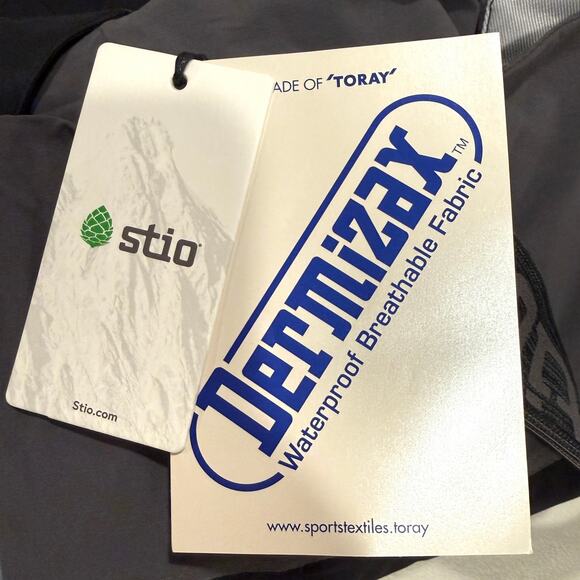 stio®
Stio.com
ADE OF ‘TORAY’
Dermizax™
Waterproof Breathable Fabric
www.sportstextiles.toray